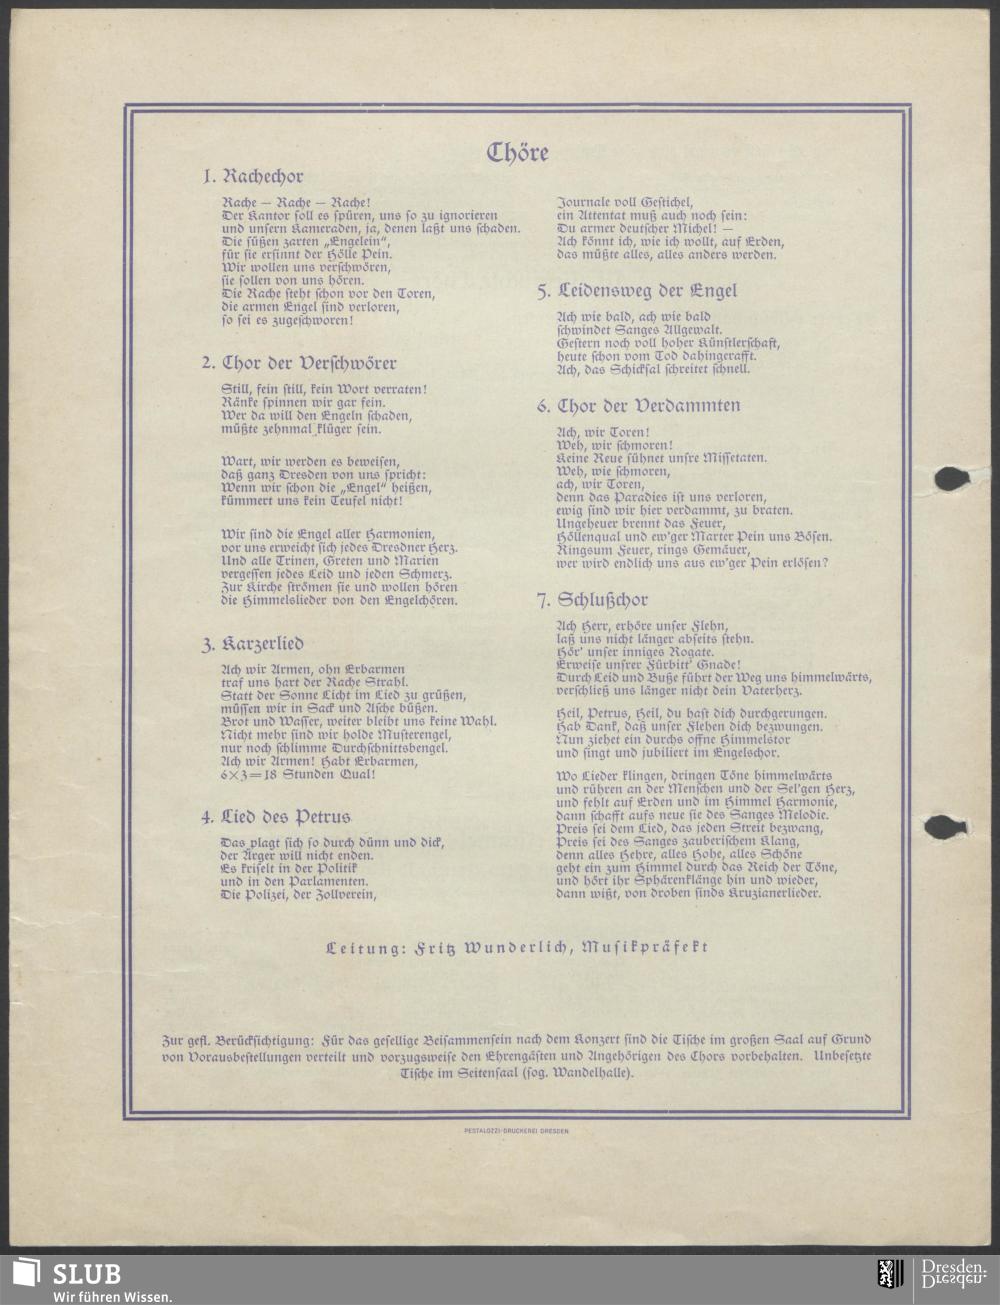 Chöre
1. Rachechor
Rache — Rache — Rache!
Der Kantor soll es spüren, uns so zu ignorieren
und unsern Kameraden, ja, denen laßt uns schaden.
Die süßen zarten „Engelein“,
für sie ersinnt der Hölle Pein.
Wir wollen uns verschwören,
sie sollen von uns hören.
Die Rache steht schon vor den Toren,
die armen Engel sind verloren,
so sei es zugeschworen!
2. Chor der Verschwörer
Still, fein still, kein Wort verraten!
Ränke spinnen wir gar fein.
Wer da will den Engeln schaden,
müßte zehnmal klüger sein.
Wart, wir werden es beweisen,
daß ganz Dresden von uns spricht:
Wenn wir schon die „Engel“ heißen,
kümmert uns kein Teufel nicht!
Wir sind die Engel aller Harmonien,
vor uns erweicht sich jedes Dresdner Herz.
Und alle Trinen, Greten und Marien
vergessen jedes Leid und jeden Schmerz.
Zur Kirche strömen sie und wollen hören
die Himmelslieder von den Engelchören.
3. Karzerlied
Ach wir Armen, ohn Erbarmen
traf uns hart der Rache Strahl.
Statt der Sonne Licht im Lied zu grüßen,
müssen wir in Sack und Asche büßen.
Brot und Wasser, weiter bleibt uns keine Wahl.
Nicht mehr sind wir holde Musterengel,
nur noch schlimme Durchschnittsbengel.
Ach wir Armen! Habt Erbarmen,
6×3=18 Stunden Qual!
4. Lied des Petrus
Das plagt sich so durch dünn und dick,
der Ärger will nicht enden.
Es kriselt in der Politik
und in den Parlamenten.
Die Polizei, der Zollverein,
Journale voll Gestichel,
ein Attentat muß auch noch sein:
Du armer deutscher Michel! —
Ach könnt ich, wie ich wollt, auf Erden,
das müßte alles, alles anders werden.
5. Leidensweg der Engel
Ach wie bald, ach wie bald
schwindet Sanges Allgewalt.
Gestern noch voll hoher Künstlerschaft,
heute schon vom Tod dahingerafft.
Ach, das Schicksal schreitet schnell.
6. Chor der Verdammten
Ach, wir Toren!
Weh, wir schmoren!
Keine Reue sühnet unsre Missetaten.
Weh, wie schmoren,
ach, wir Toren,
denn das Paradies ist uns verloren,
ewig sind wir hier verdammt, zu braten.
Ungeheuer brennt das Feuer,
Höllenqual und ew'ger Marter Pein uns Bösen.
Ringsum Feuer, rings Gemäuer,
wer wird endlich uns aus ew'ger Pein erlösen?
7. Schlußchor
Ach Herr, erhöre unser Flehn,
laß uns nicht länger abseits stehn.
Hör' unser inniges Rogate.
Erweise unsrer Fürbitt' Gnade!
Durch Leid und Buße führt der Weg uns himmelwärts,
verschließ uns länger nicht dein Vaterherz.
Heil, Petrus, Heil, du hast dich durchgerungen.
Hab Dank, daß unser Flehen dich bezwungen.
Nun ziehet ein durchs offne Himmelstor
und singt und jubiliert im Engelschor.
Wo Lieder klingen, dringen Töne himmelwärts
und rühren an der Menschen und der Sel'gen Herz,
und fehlt auf Erden und im Himmel Harmonie,
dann schafft aufs neue sie des Sanges Melodie.
Preis sei dem Lied, das jeden Streit bezwang,
Preis sei des Sanges zauberischem Klang,
denn alles Hehre, alles Hohe, alles Schöne
geht ein zum Himmel durch das Reich der Töne,
und hört ihr Sphärenklänge hin und wieder,
dann wißt, von droben sinds Kruzianerlieder.
Leitung: Fritz Wunderlich, Musikpräfekt
Zur gefl. Berücksichtigung: Für das gesellige Beisammensein nach dem Konzert sind die Tische im großen Saal auf Grund
von Vorausbestellungen verteilt und vorzugsweise den Ehrengästen und Angehörigen des Chors vorbehalten. Unbesetzte
Tische im Seitensaal (sog. Wandelhalle).
PESTALOZZI-DRUCKEREI DRESDEN
SLUB
Wir führen Wissen.
Dresden.
Dresden.